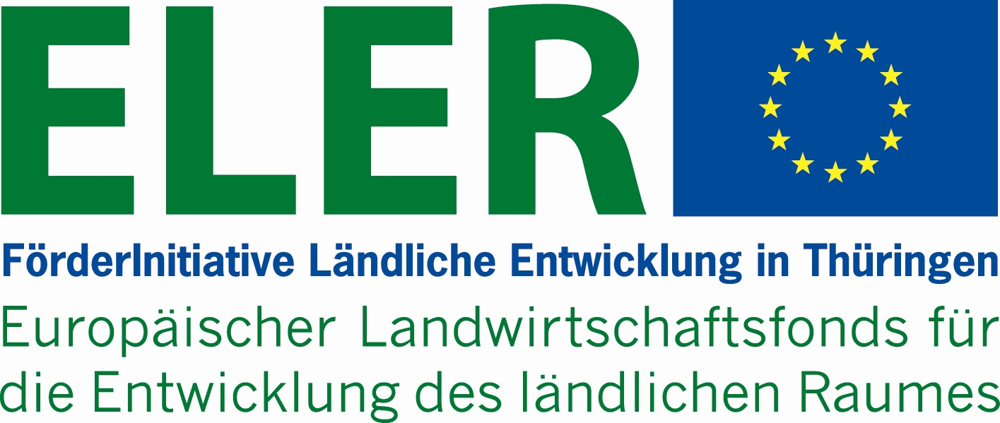 ELER
FörderInitiative Ländliche Entwicklung in Thüringen
Europäischer Landwirtschaftsfonds für
die Entwicklung des ländlichen Raumes